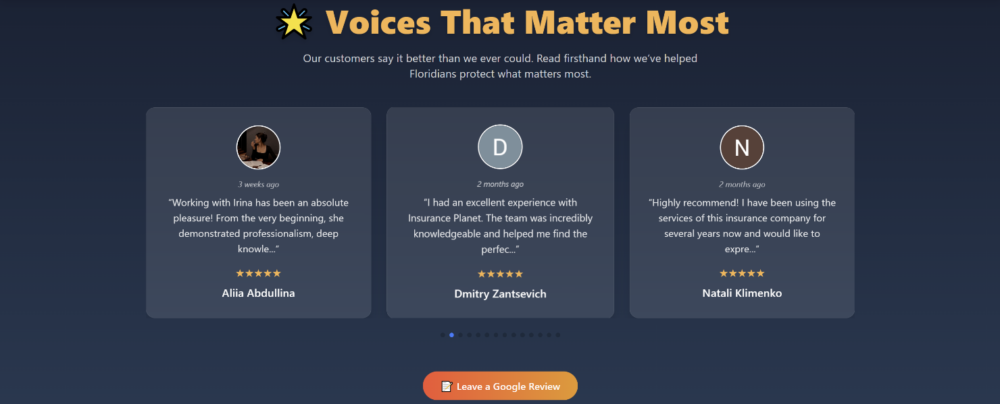 Voices That Matter Most
Our customers say it better than we ever could. Read firsthand how we’ve helped
Floridians protect what matters most.
3 weeks ago
“Working with Irina has been an absolute
pleasure! From the very beginning, she
demonstrated professionalism, deep
knowle...”
★★★★★
Aliia Abdullina
D
2 months ago
“I had an excellent experience with
Insurance Planet. The team was incredibly
knowledgeable and helped me find the
perfec...”
★★★★★
Dmitry Zantsevich
N
2 months ago
“Highly recommend! I have been using the
services of this insurance company for
several years now and would like to
expre...”
★★★★★
Natali Klimenko
Leave a Google Review